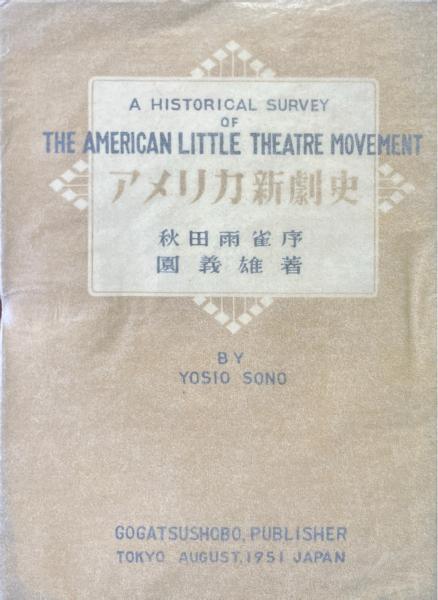 A HISTORICAL SURVEY
OF
THE AMERICAN LITTLE THEATRE MOVEMENT
アメリカ新劇史
秋田雨雀序
園義雄著
BY
YOSIO SONO
GOGATSUSHOBO, PUBLISHER
TOKYO AUGUST, 1951 JAPAN